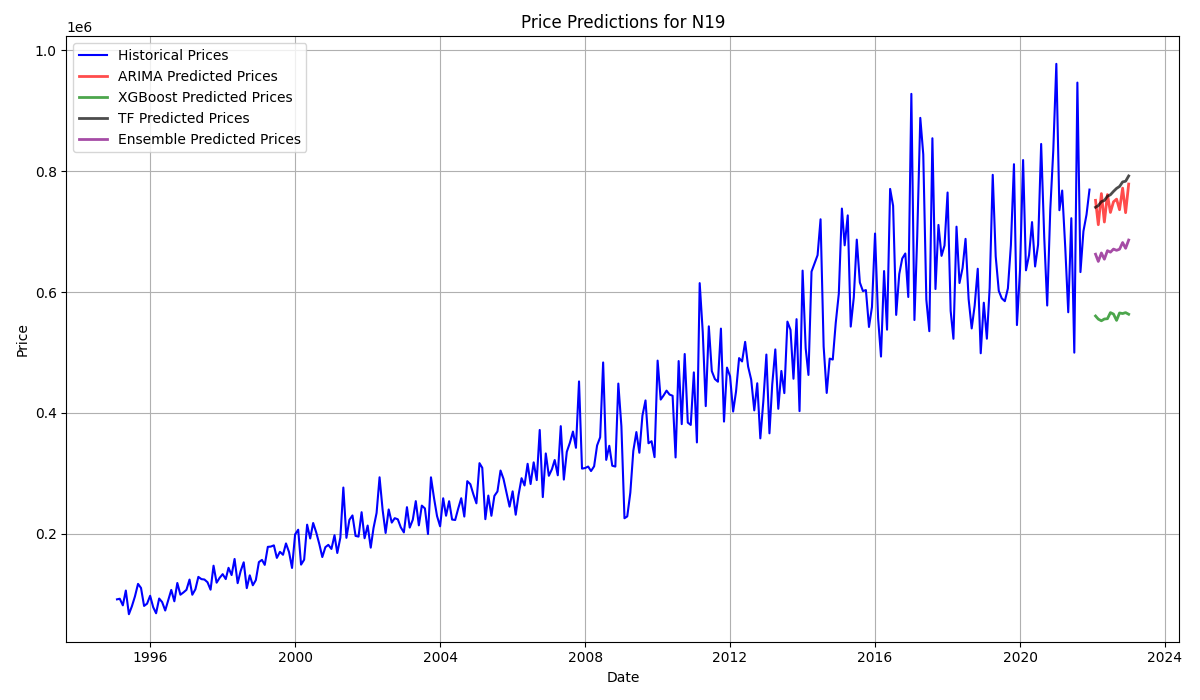 Price Predictions for N19
1e6
Historical Prices
ARIMA Predicted Prices
XGBoost Predicted Prices
TF Predicted Prices
Ensemble Predicted Prices
1.0
0.8
0.6
0.4
0.2
Price
1996 2000 2004 2008 2012 2016 2020 2024
Date